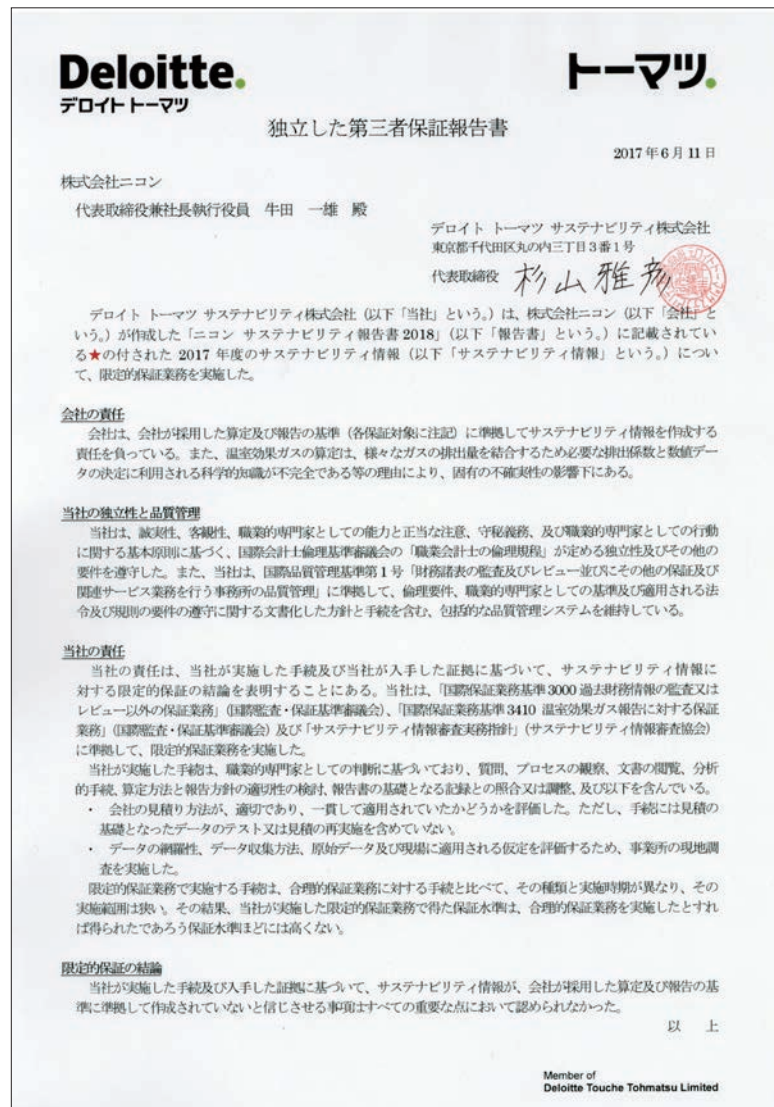 Deloitte.
デロイト トーマツ
トーマツ.
独立した第三者保証報告書
2017年6月11日
株式会社ニコン
代表取締役兼社長執行役員 牛田 一雄 殿
デロイト トーマツ サステナビリティ株式会社
東京都千代田区丸の内三丁目3番1号
代表取締役 杉山雅彦
デロイト トーマツ サステナビリティ株式会社（以下「当社」という。）は、株式会社ニコン（以下「会社」と
いう。）が作成した「ニコン サステナビリティ報告書2018」（以下「報告書」という。）に記載されてい
る★の付された 2017 年度のサステナビリティ情報（以下「サステナビリティ情報」という。）につい
て、限定的保証業務を実施した。
会社の責任
会社は、会社が採用した算定及び報告の基準（各保証対象に注記）に準拠してサステナビリティ情報を作成する
責任を負っている。また、温室効果ガスの算定は、様々なガスの排出量を結合するため必要な排出係数と数値デー
タの決定に利用される科学的知識が不完全である等の理由により、固有の不確実性の影響下にある。
当社の独立性と品質管理
当社は、誠実性、客観性、職業的専門家としての能力と正当な注意、守秘義務、及び職業的専門家としての行動
に関する基本原則に基づく、国際会計士倫理基準審議会の「職業会計士の倫理規程」が定める独立性及びその他の
要件を遵守した。また、当社は、国際品質管理基準第1号「財務諸表の監査及びレビュー並びにその他の保証及び
関連サービス業務を行う事務所の品質管理」に準拠して、倫理要件、職業的専門家としての基準及び適用される法
令及び規則の要件の遵守に関する文書化した方針と手続を含む、包括的な品質管理システムを維持している。
当社の責任
当社の責任は、当社が実施した手続及び当社が入手した証拠に基づいて、サステナビリティ情報に
対する限定的保証の結論を表明することにある。当社は、「国際保証業務基準3000 過去財務情報の監査又は
レビュー以外の保証業務」（国際監査・保証基準審議会）、「国際保証業務基準3410 温室効果ガス報告に対する保証
業務」（国際監査・保証基準審議会）及び「サステナビリティ情報審査実務指針」（サステナビリティ情報審査協会）
に準拠して、限定的保証業務を実施した。
当社が実施した手続は、職業的専門家としての判断に基づいており、質問、プロセスの観察、文書の閲覧、分析
的手続、算定方法と報告方針の適切性の検討、報告書の基礎となる記録との照合又は調整、及び以下を含んでいる。
・ 会社の見積り方法が、適切であり、一貫して適用されていたかどうかを評価した。ただし、手続には見積の
基礎となったデータのテスト又は見積の再実施を含めていない。
・ データの網羅性、データ収集方法、原始データ及び現場に適用される仮定を評価するため、事業所の現地調
査を実施した。
限定的保証業務で実施する手続は、合理的保証業務に対する手続と比べて、その種類と実施時期が異なり、その
実施範囲は狭い。その結果、当社が実施した限定的保証業務で得た保証水準は、合理的保証業務を実施したとすれ
ば得られたであろう保証水準ほどには高くない。
限定的保証の結論
当社が実施した手続及び入手した証拠に基づいて、サステナビリティ情報が、会社が採用した算定及び報告の基
準に準拠して作成されていないと信じさせる事項はすべての重要な点において認められなかった。
以 上
Member of
Deloitte Touche Tohmatsu Limited